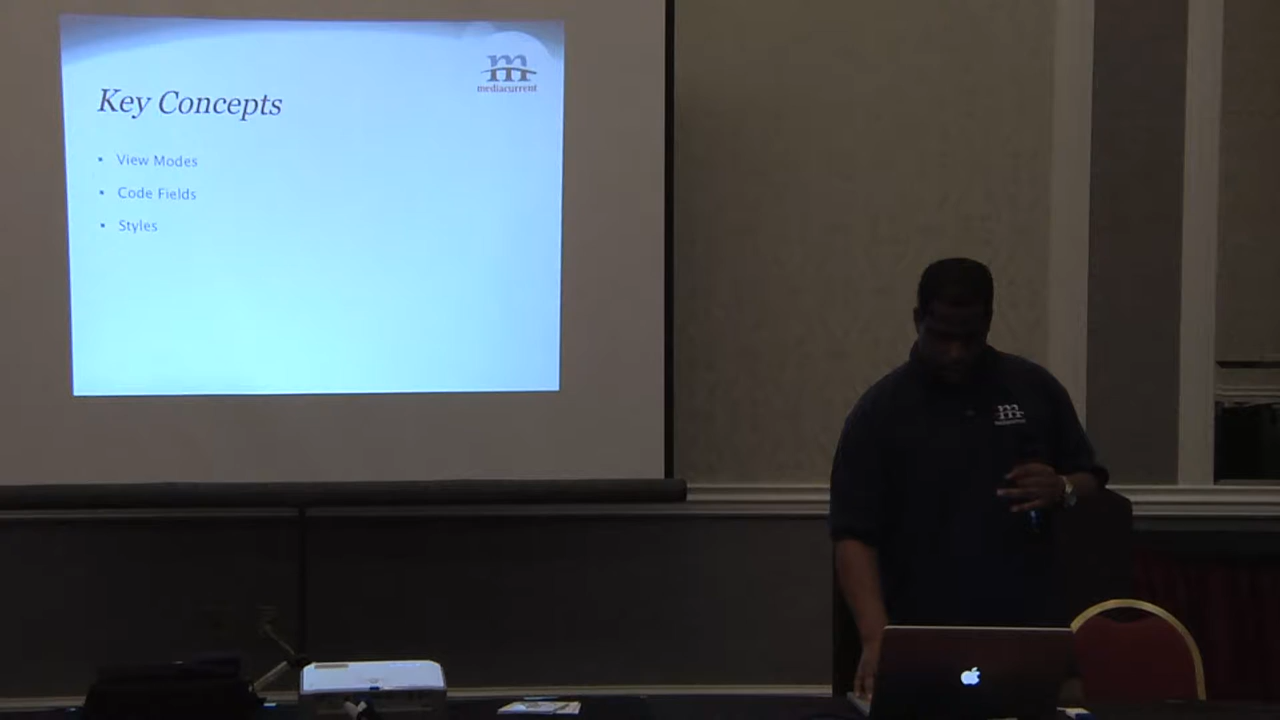 mediacurrent
Key Concepts
▪ View Modes
▪ Code Fields
▪ Styles